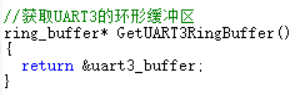 //获取UART3的环形缓冲区
ring_buffer* GetUART3RingBuffer()
{
  return &uart3_buffer;
}